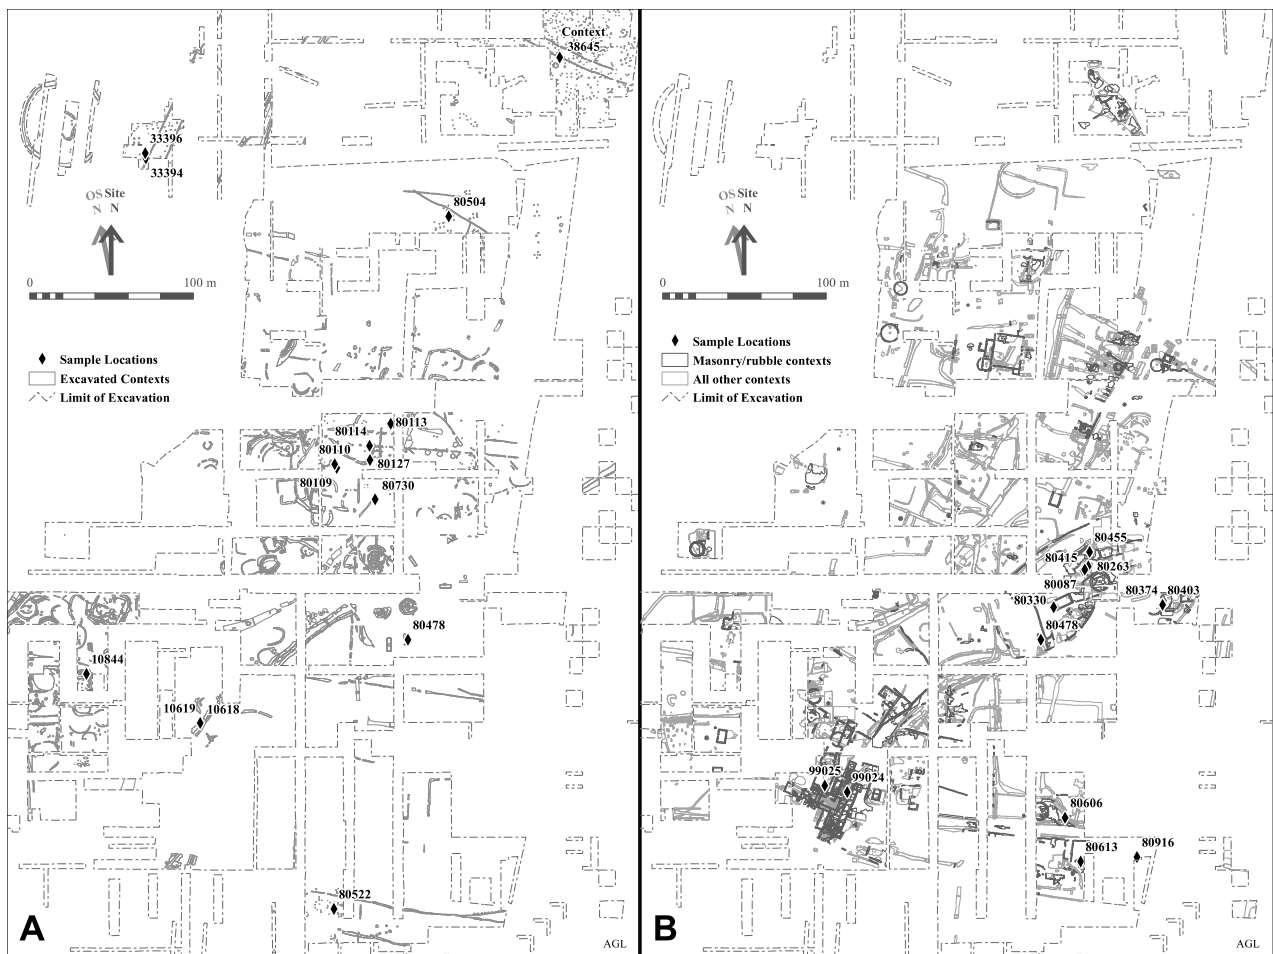 Context
38645
33396
33394
OS Site
N N
80504
0 100 m
Sample Locations
Excavated Contexts
Limit of Excavation
80113
80114
80110
80127
80109
80730
80478
10844
10619 10618
80522
A
AGL
OS Site
N N
0 100 m
Sample Locations
Masonry/rubble contexts
All other contexts
Limit of Excavation
80455
80415
80263
80087
80374 80403
80330
80478
99025
99024
80606
80613
80916
B
AGL